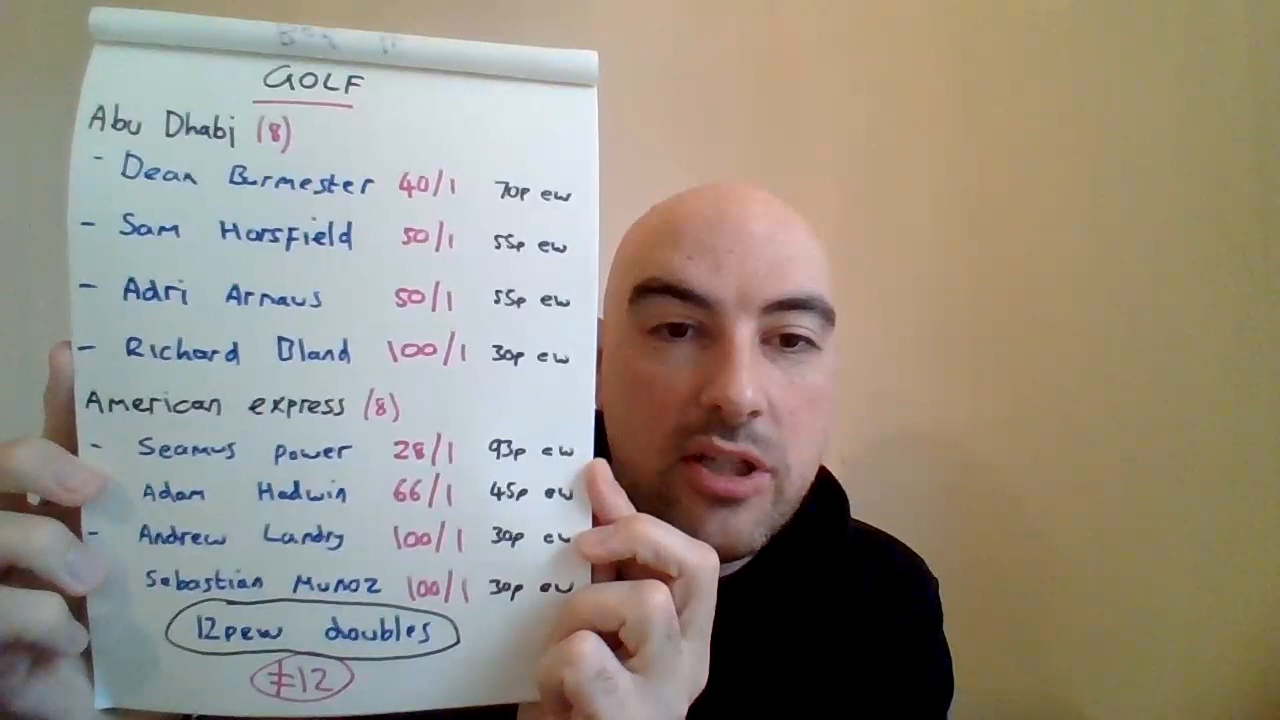 GOLF
Abu Dhabi (8)
- Dean Burmester 40/1 70p ew
- Sam Horsfield 50/1 55p ew
- Adri Arnaus 50/1 55p ew
- Richard Bland 100/1 30p ew
American express (8)
- Seamus power 28/1 93p ew
Adam Hadwin 66/1 45p ew
- Andrew Landry 100/1 30p ew
Sebastian Munoz 100/1 30p ew
12pew doubles
£12